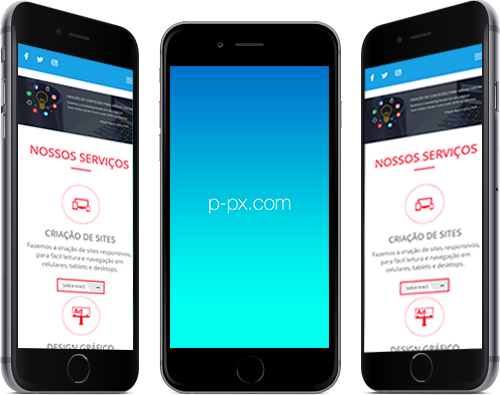 NOSSOS SERVIÇOS
CRIAÇÃO DE SITES
Fazemos a criação de sites responsivos,
para fácil leitura e navegação em
celulares, tablets e desktops.
SAIBA MAIS
Ad
DESIGN GRÁFICO
p-px.com
NOSSOS SERVIÇOS
CRIAÇÃO DE SITES
Fazemos a criação de sites responsivos,
para fácil leitura e navegação em
celulares, tablets e desktops.
SAIBA MAIS
Ad
DESIGN GRÁFICO